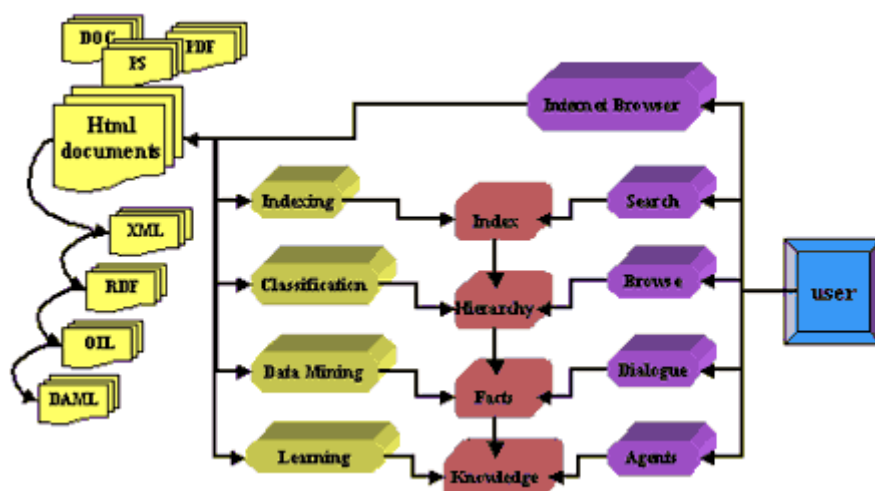 DOC
PDF
PS
Html
documents
Internet Browser
Indexing
Index
Search
XML
Classification
Hierarchy
Browse
RDF
user
OIL
Data Mining
Facts
Dialogue
DAML
Learning
Knowledge
Agents